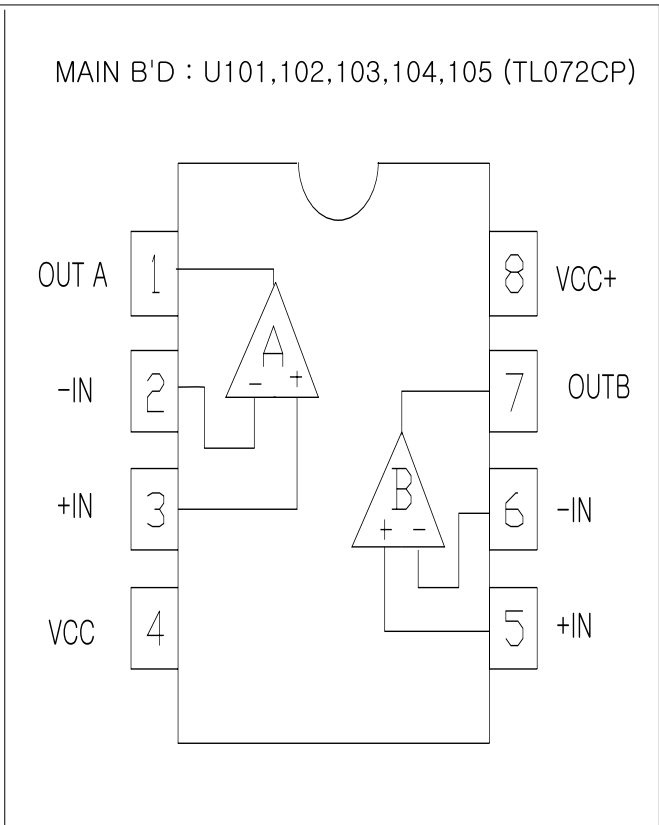 MAIN B'D : U101,102,103,104,105 (TL072CP)
OUT A 1
8 VCC+
A
- +
-IN 2
7 OUTB
B
+ -
+IN 3
6 -IN
VCC 4
5 +IN